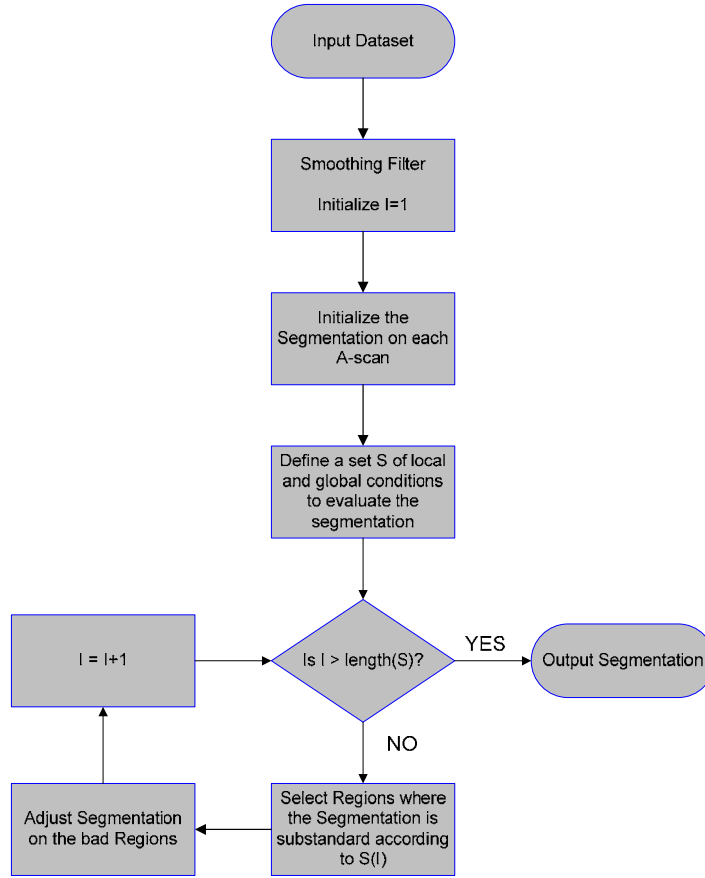 Input Dataset
Smoothing Filter
Initialize I=1
Initialize the
Segmentation on each
A-scan
Define a set S of local
and global conditions
to evaluate the
segmentation
I = I+1
Is I > length(S)?
YES
Output Segmentation
NO
Adjust Segmentation
on the bad Regions
Select Regions where
the Segmentation is
substandard according
to S(I)